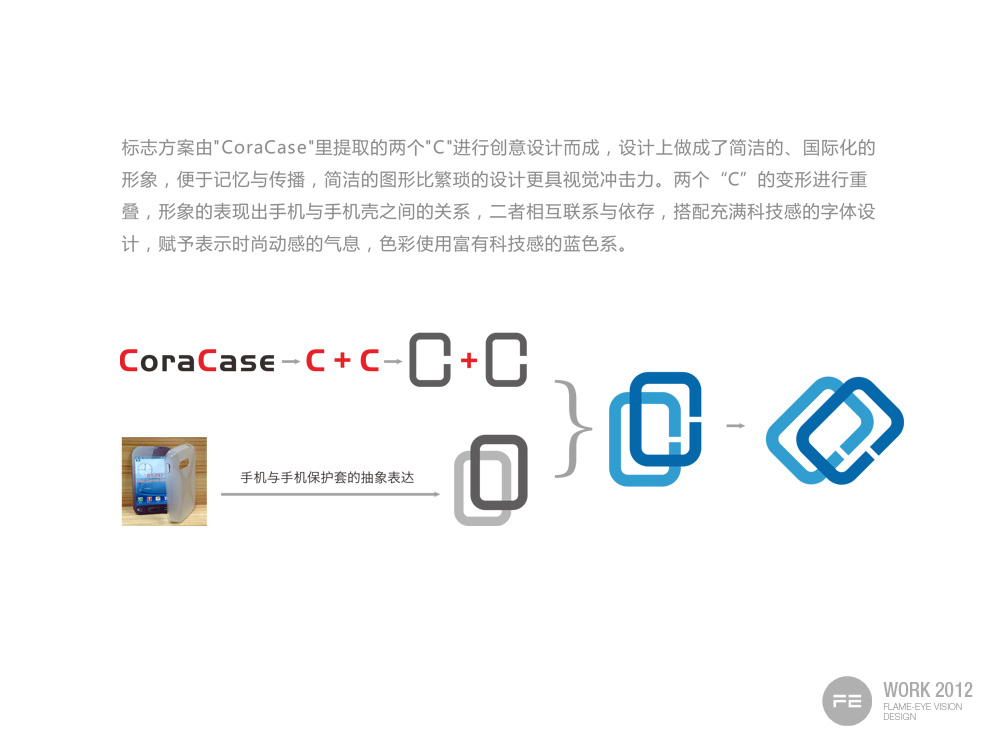 标志方案由"CoraCase"里提取的两个"C"进行创意设计而成，设计上做成了简洁的、国际化的
形象，便于记忆与传播，简洁的图形比繁琐的设计更具视觉冲击力。两个“C”的变形进行重
叠，形象的表现出手机与手机壳之间的关系，二者相互联系与依存，搭配充满科技感的字体设
计，赋予表示时尚动感的气息，色彩使用富有科技感的蓝色系。
CoraCase C + C C + C
手机与手机保护套的抽象表达
FE
WORK 2012
FLAME-EYE VISION
DESIGN